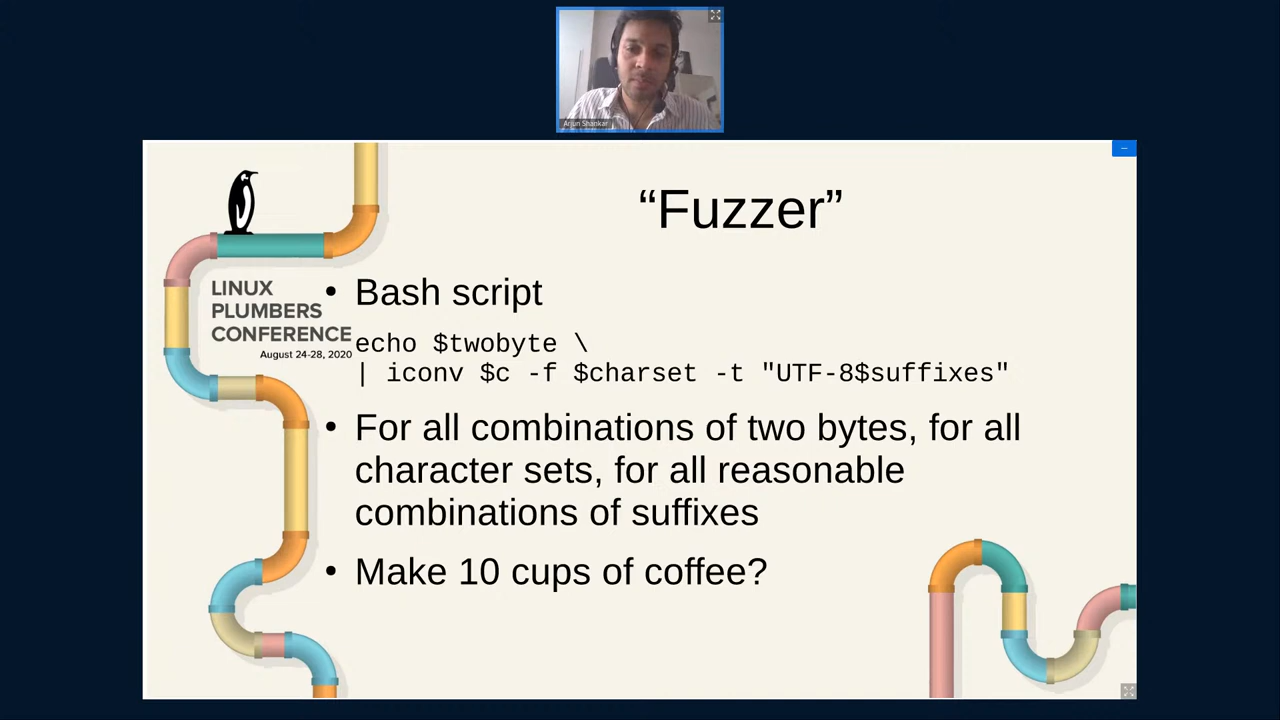 Arjun Shankar
“Fuzzer”
LINUX
PLUMBERS
CONFERENCE
August 24-28, 2020
• Bash script
echo $twobyte \
| iconv $c -f $charset -t "UTF-8$suffixes"
• For all combinations of two bytes, for all
character sets, for all reasonable
combinations of suffixes
• Make 10 cups of coffee?